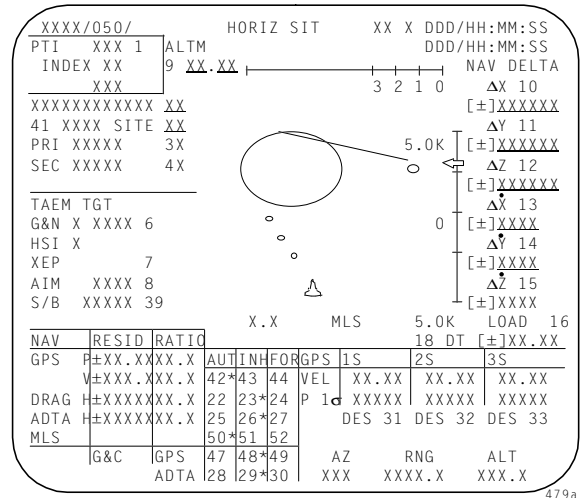 XXXX/050/ HORIZ SIT XX X DDD/HH:MM:SS
PTI XXX 1 ALTM DDD/HH:MM:SS
INDEX XX 9 XX.XX NAV DELTA
XXX 3 2 1 0 ΔX 10
XXXXXXXXXXXX XX [±]XXXXXX
41 XXXX SITE XX ΔY 11
PRI XXXXX 3X 5.0K [±]XXXXXX
SEC XXXXX 4X ΔZ 12
[±]XXXXXX
TAEM TGT ΔẊ 13
G&N X XXXX 6 0 [±]XXXX
HSI X ΔẎ 14
XEP 7 [±]XXXX
AIM XXXX 8 ΔŻ 15
S/B XXXXX 39 [±]XXXX
X.X MLS 5.0K LOAD 16
NAV RESID RATIO 18 DT [±]XX.XX
GPS P±XX.XX XX.X AUT INH FOR GPS 1S 2S 3S
V±XXX.X XX.X 42* 43 44 VEL XX.XX XX.XX XX.XX
DRAG H±XXXXX XX.X 22 23* 24 P 1σ XXXXX XXXXX XXXXX
ADTA H±XXXXX XX.X 25 26* 27 DES 31 DES 32 DES 33
MLS 50* 51 52
G&C GPS 47 48* 49 AZ RNG ALT
ADTA 28 29* 30 XXX XXXX.X XXX.X
479a